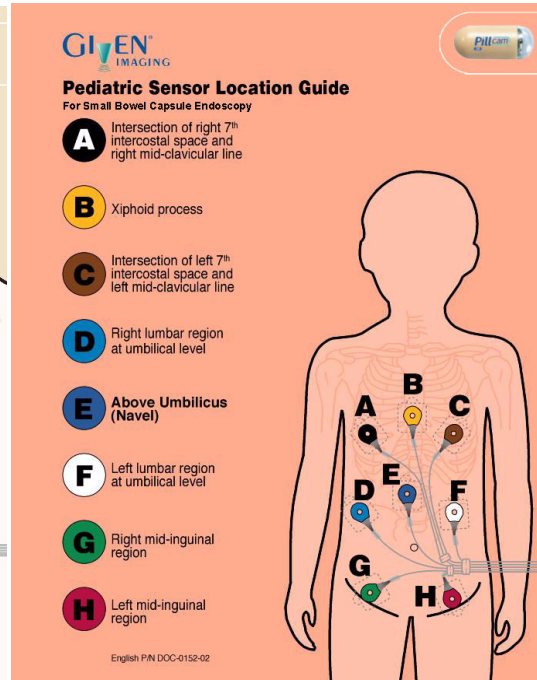 GIVEN®
IMAGING
Pillcam
Pediatric Sensor Location Guide
For Small Bowel Capsule Endoscopy
A
Intersection of right 7th
intercostal space and
right mid-clavicular line
B
Xiphoid process
C
Intersection of left 7th
intercostal space and
left mid-clavicular line
D
Right lumbar region
at umbilical level
E
Above Umbilicus
(Navel)
F
Left lumbar region
at umbilical level
G
Right mid-inguinal
region
H
Left mid-inguinal
region
B
A
C
E
D
F
G
H
English P/N DOC-0152-02